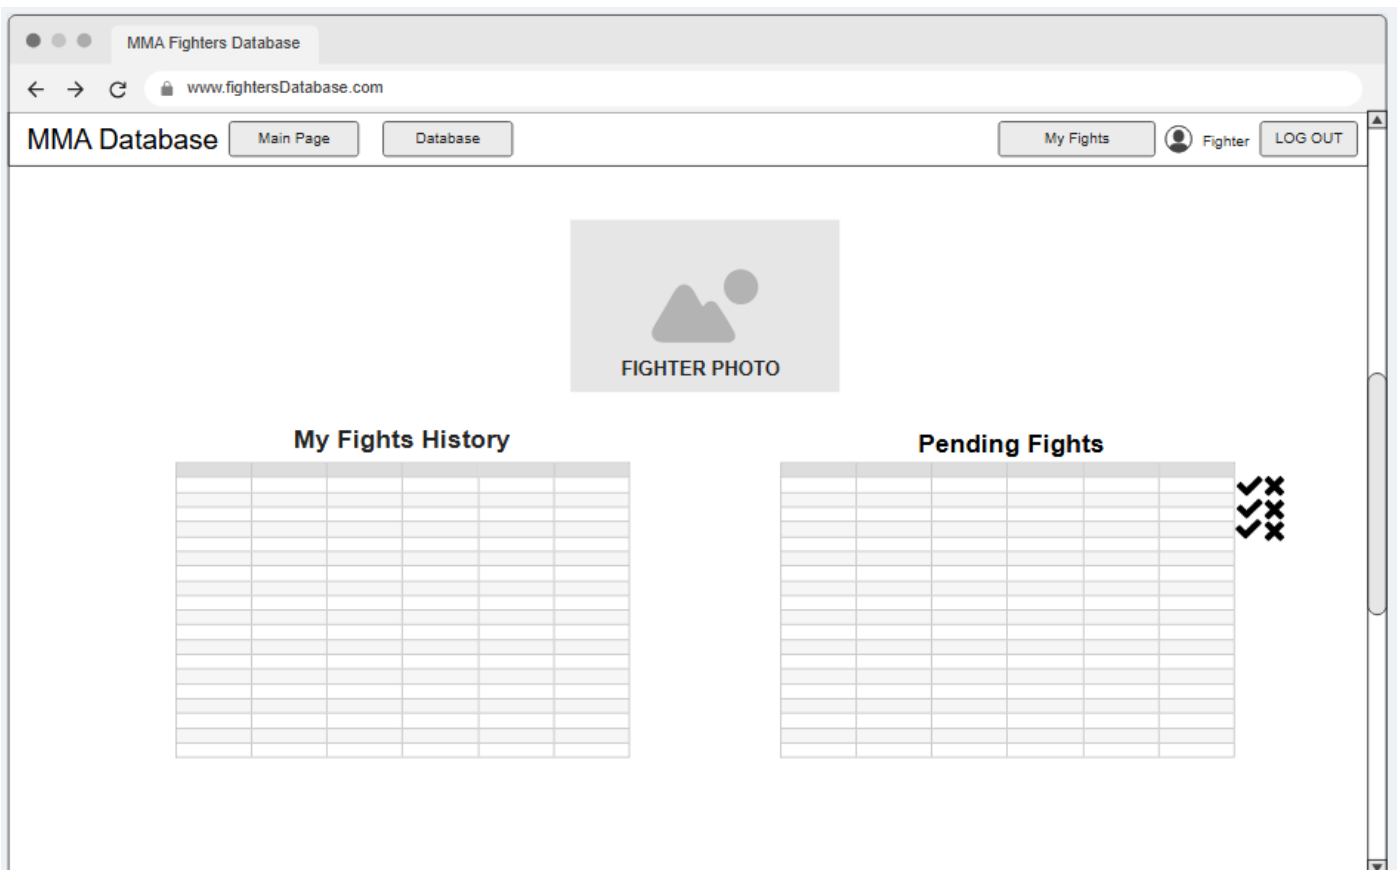 MMA Fighters Database
www.fightersDatabase.com
MMA Database Main Page Database My Fights Fighter LOG OUT
FIGHTER PHOTO
My Fights History
Pending Fights